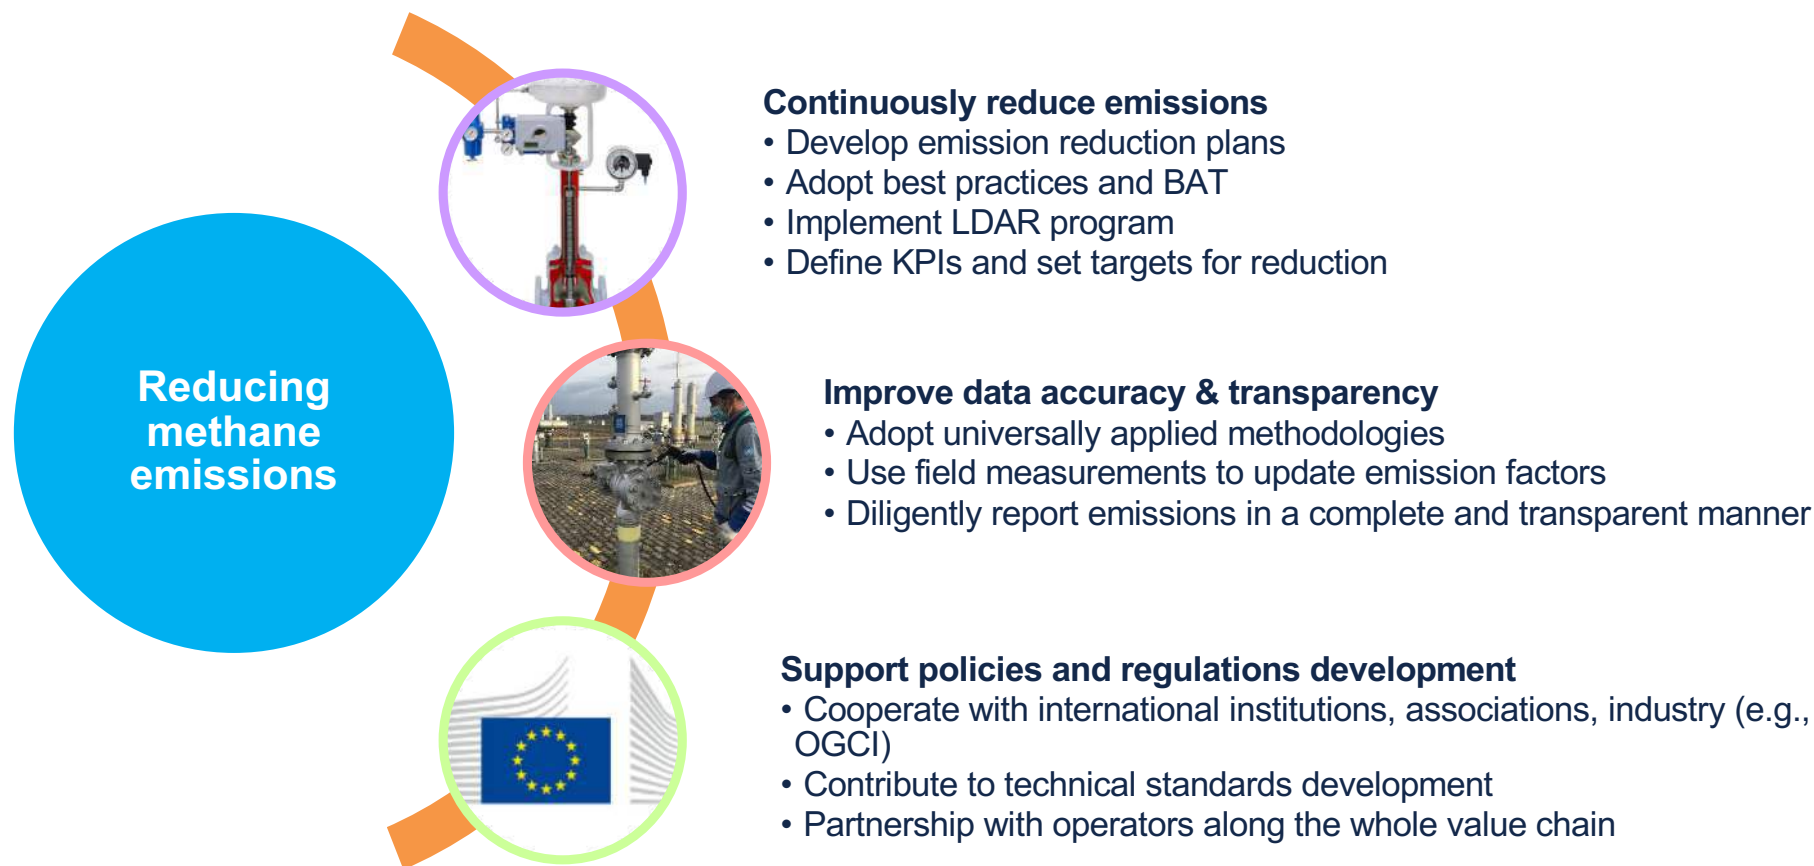 Reducing
methane
emissions
Continuously reduce emissions
• Develop emission reduction plans
• Adopt best practices and BAT
• Implement LDAR program
• Define KPIs and set targets for reduction
Improve data accuracy & transparency
• Adopt universally applied methodologies
• Use field measurements to update emission factors
• Diligently report emissions in a complete and transparent manner
Support policies and regulations development
• Cooperate with international institutions, associations, industry (e.g.,
OGCI)
• Contribute to technical standards development
• Partnership with operators along the whole value chain